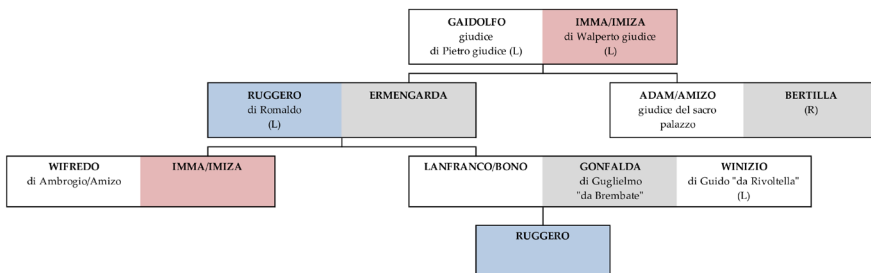 GAIDOLFO
giudice
di Pietro giudice (L)
IMMA/IMIZA
di Walperto giudice
(L)
RUGGERO
di Romaldo
(L)
ERMENGARDA
ADAM/AMIZO
giudice del sacro
palazzo
BERTILLA
(R)
WIFREDO
di Ambrogio/Amizo
IMMA/IMIZA
LANFRANCO/BONO
GONFALDA
di Guglielmo
"da Brembate"
WINIZIO
di Guido "da Rivoltella"
(L)
RUGGERO